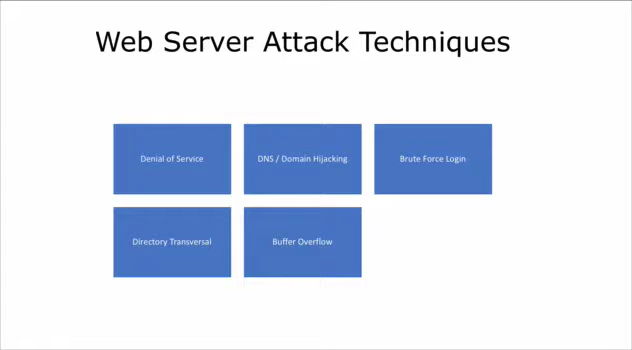 Web Server Attack Techniques
Denial of Service
DNS / Domain Hijacking
Brute Force Login
Directory Transversal
Buffer Overflow